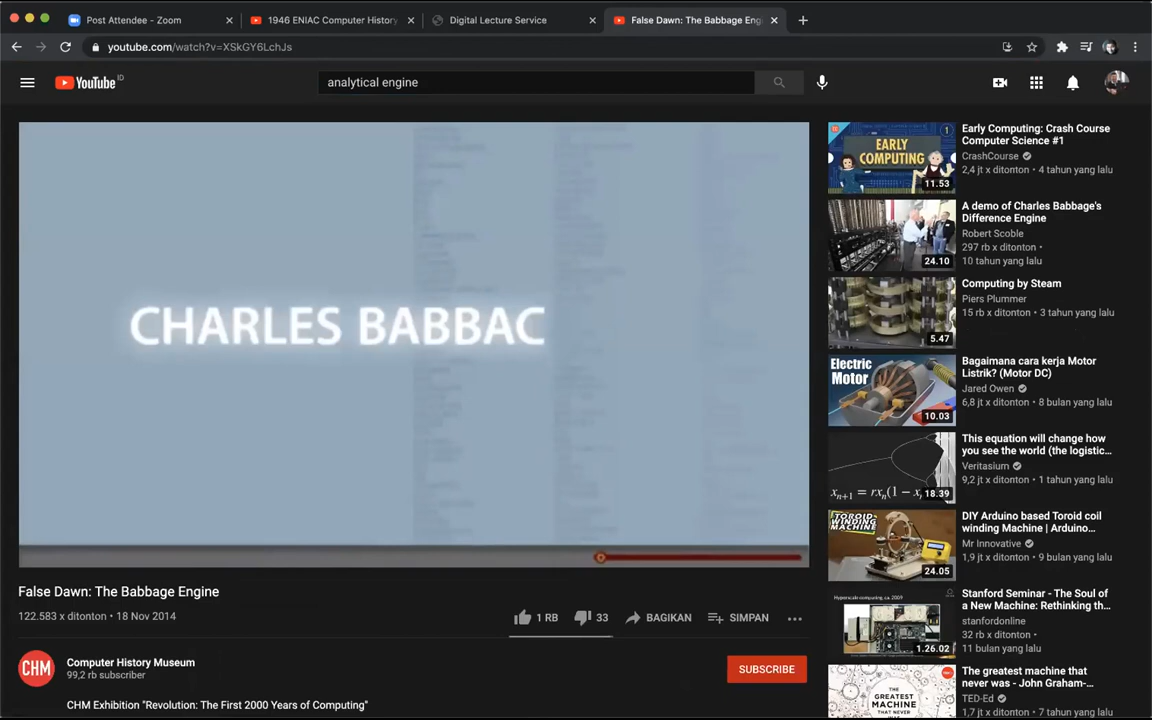 Post Attendee - Zoom
1946 ENIAC Computer History
Digital Lecture Service
False Dawn: The Babbage Eng
youtube.com/watch?v=XSkGY6LchJs
YouTube ID
analytical engine
CHARLES BABBAC
False Dawn: The Babbage Engine
122.583 x ditonton • 18 Nov 2014
1 RB
33
BAGIKAN
SIMPAN
CHM
Computer History Museum
99,2 rb subscriber
SUBSCRIBE
CHM Exhibition "Revolution: The First 2000 Years of Computing"
EARLY
COMPUTING
11.53
Early Computing: Crash Course
Computer Science #1
CrashCourse
2,4 jt x ditonton • 4 tahun yang lalu
24.10
A demo of Charles Babbage's
Difference Engine
Robert Scoble
297 rb x ditonton •
10 tahun yang lalu
5.47
Computing by Steam
Piers Plummer
15 rb x ditonton • 3 tahun yang lalu
Electric
Motor
10.03
Bagaimana cara kerja Motor
Listrik? (Motor DC)
Jared Owen
6,8 jt x ditonton • 8 bulan yang lalu
18.39
This equation will change how
you see the world (the logistic...
Veritasium
9,2 jt x ditonton • 1 tahun yang lalu
TOROID
WINDING
MACHINE
24.05
DIY Arduino based Toroid coil
winding Machine | Arduino...
Mr Innovative
1,9 jt x ditonton • 9 bulan yang lalu
Hyperscale computing, ca. 2009
1.26.02
Stanford Seminar - The Soul of
a New Machine: Rethinking th...
stanfordonline
32 rb x ditonton •
11 bulan yang lalu
THE
GREATEST
MACHINE
The greatest machine that
never was - John Graham-...
TED-Ed
1,7 jt x ditonton • 7 tahun yang lalu